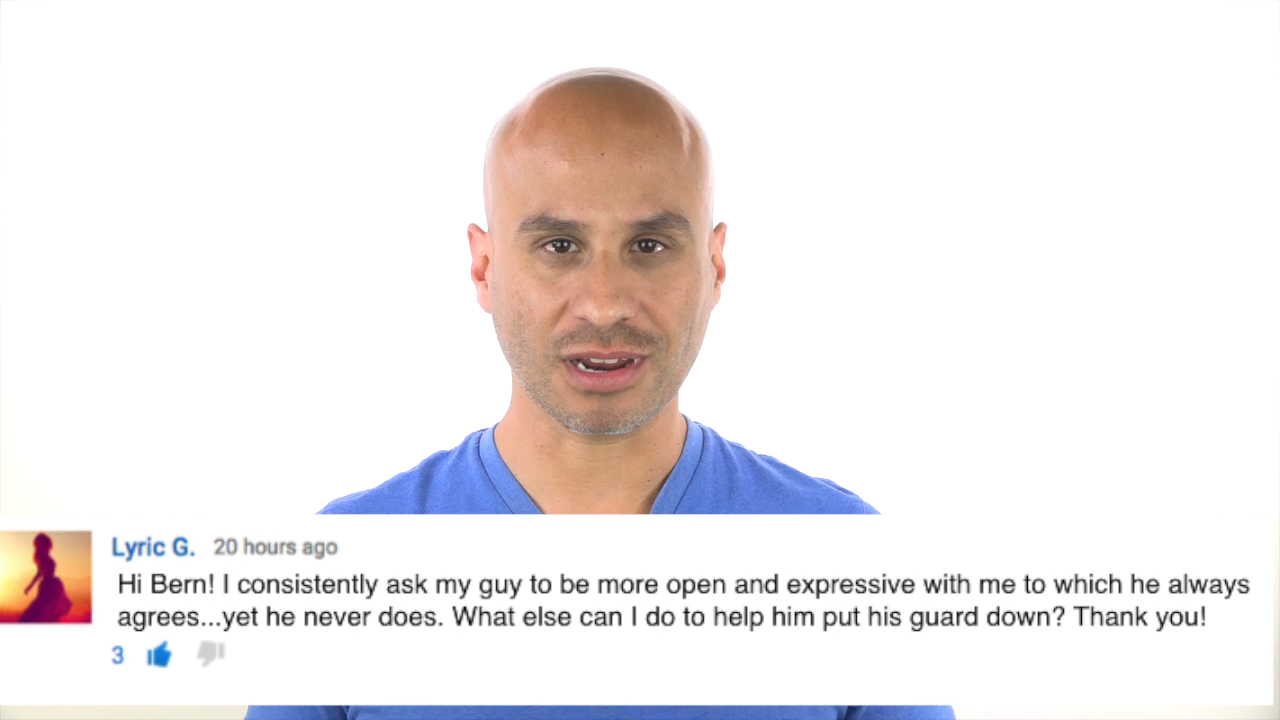 Lyric G. 20 hours ago
Hi Bern! I consistently ask my guy to be more open and expressive with me to which he always
agrees...yet he never does. What else can I do to help him put his guard down? Thank you!
3